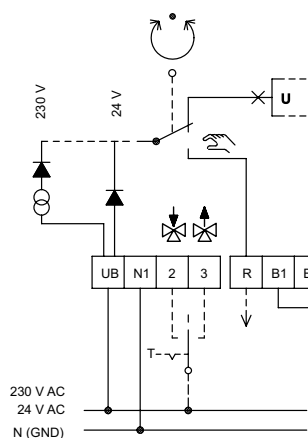 230 V
24 V
U
UB N1 2 3 R B1
T
230 V AC
24 V AC
N (GND)